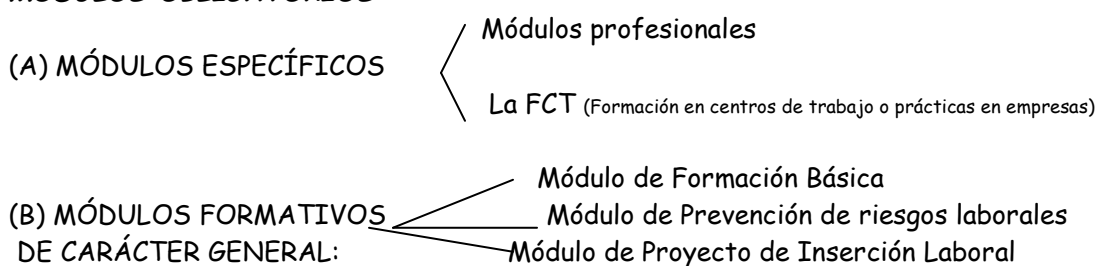 Módulos profesionales
(A) MÓDULOS ESPECÍFICOS
La FCT (Formación en centros de trabajo o prácticas en empresas)
Módulo de Formación Básica
(B) MÓDULOS FORMATIVOS Módulo de Prevención de riesgos laborales
DE CARÁCTER GENERAL: Módulo de Proyecto de Inserción Laboral